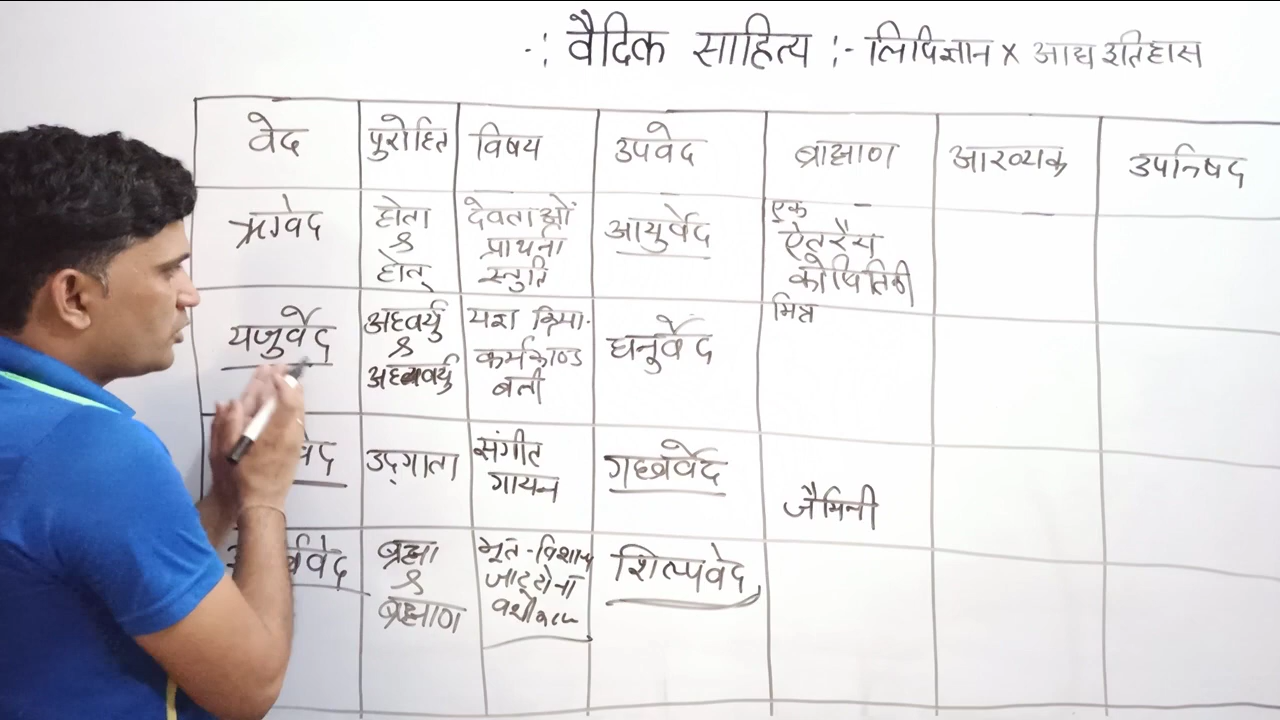 -: वैदिक साहित्य :- लिपिज्ञान × आद्य इतिहास
वेद पुरोहित विषय उपवेद ब्राह्मण आरण्यक उपनिषद
ऋग्वेद
होता
&
होतृ
देवताओं
प्रार्थना
स्तुति
आयुर्वेद
एक
ऐतरैय
कोषितिकी
यजुर्वेद
अध्वर्यु
&
अध्वर्यु
यज्ञ क्रिया.
कर्मकाण्ड
बली
धनुर्वेद
मिन्न
वेद
उद्गाता
संगीत
गायन
गन्धर्ववेद
जैमिनी
र्ववेद
ब्रह्मा
&
ब्राह्मण
भूत-पिशाच
जादू टोना
वशीकरण
शिल्पवेद